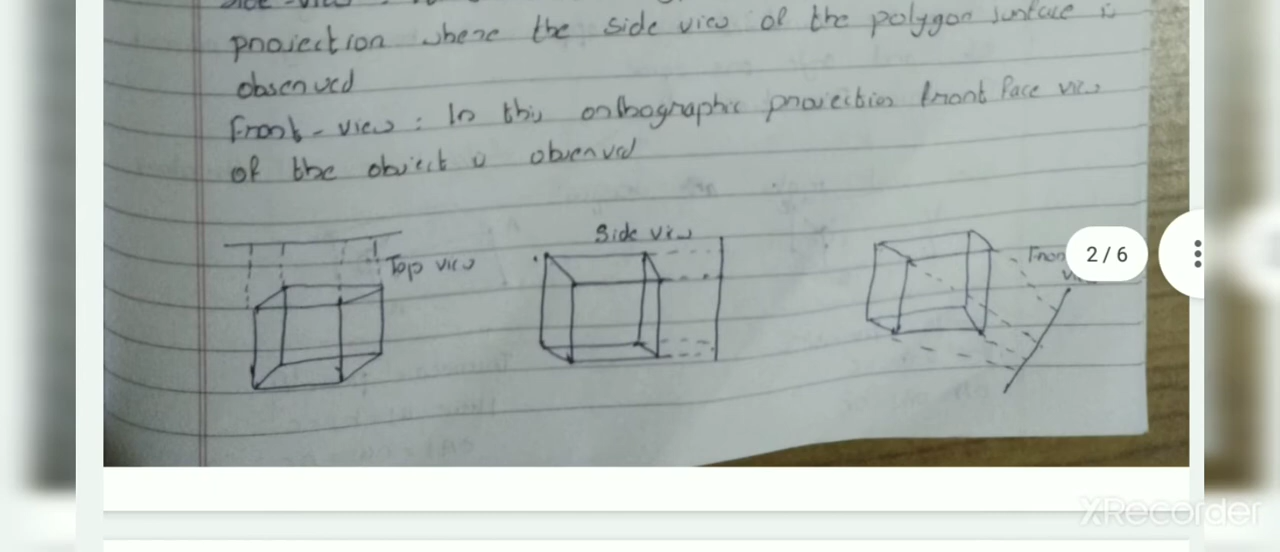 projection where the side view of the polygon surface is
observed
Front-view: In this orthographic projection front face view
of the object is observed
Side view
Top view
2/6
XRecorder